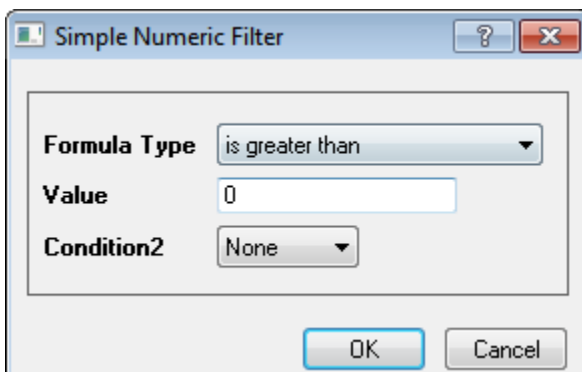 Simple Numeric Filter ?
Formula Type is greater than
Value 0
Condition2 None
OK Cancel